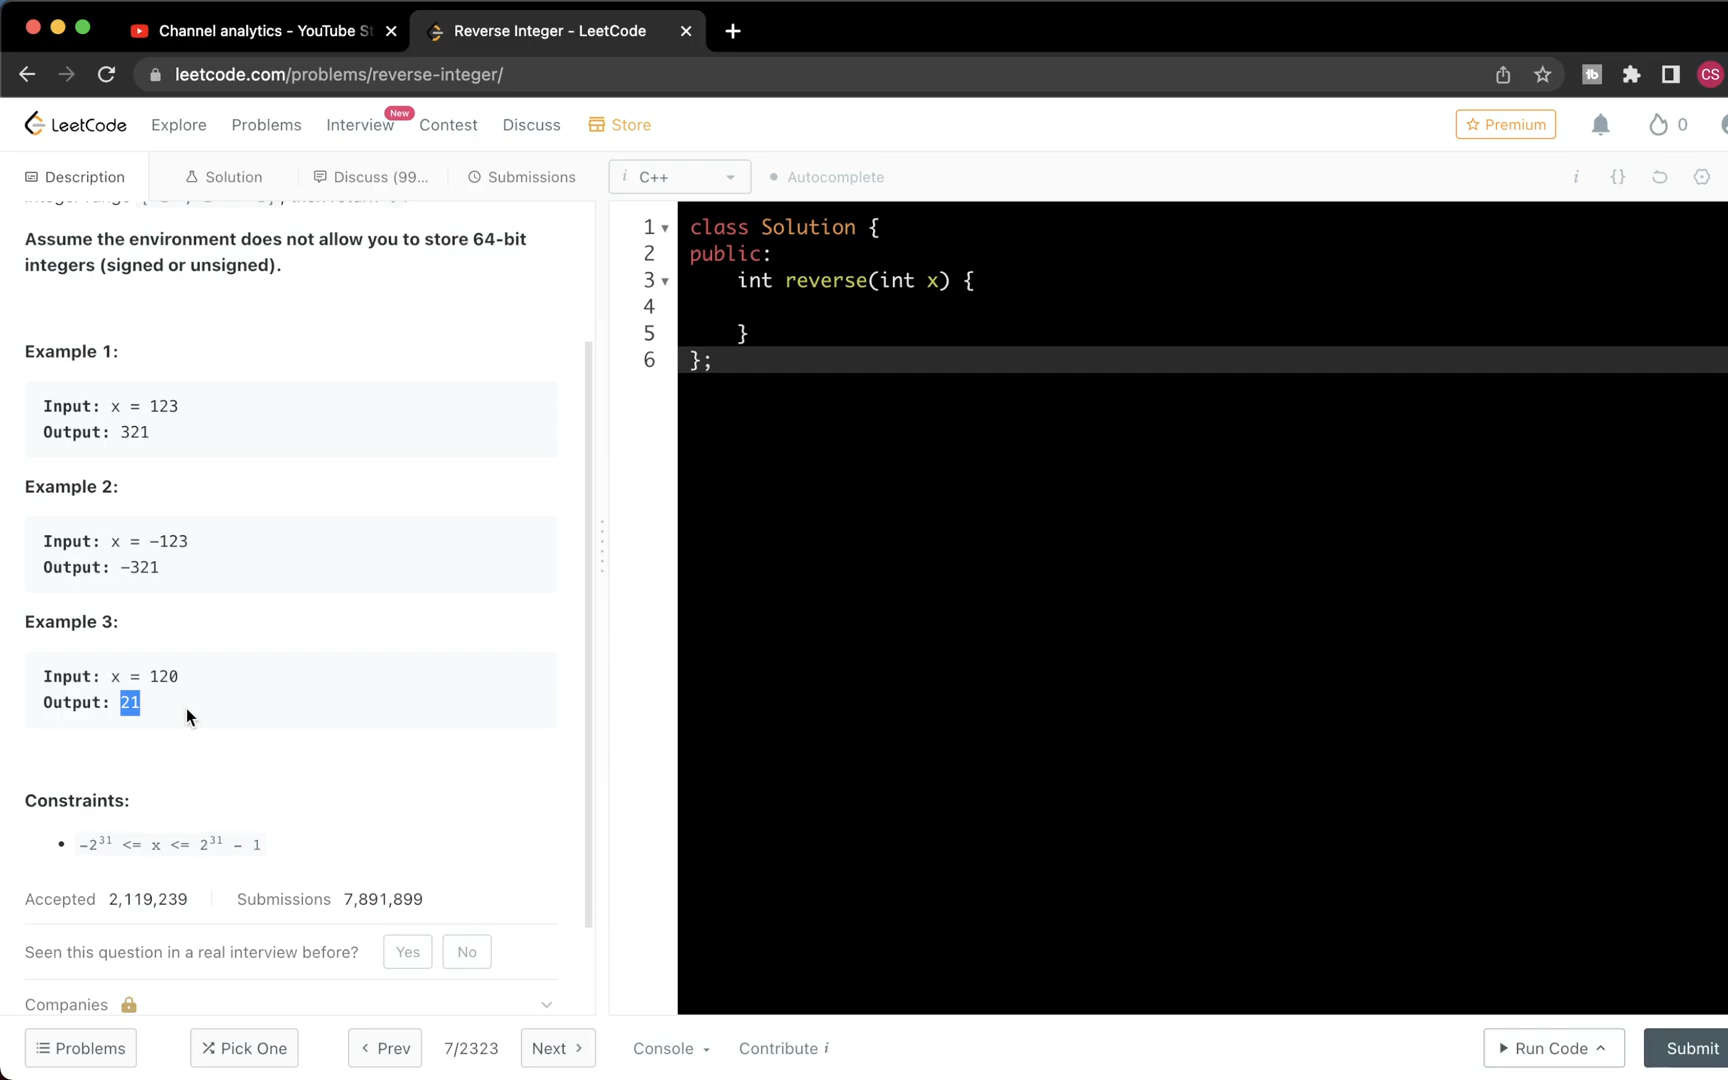 Channel analytics - YouTube St
Reverse Integer - LeetCode
leetcode.com/problems/reverse-integer/
tb
CS
LeetCode
Explore
Problems
Interview
New
Contest
Discuss
Store
Premium
0
Description
Solution
Discuss (99...
Submissions
i C++
Autocomplete
i
{}
Assume the environment does not allow you to store 64-bit
integers (signed or unsigned).
Example 1:
Input: x = 123
Output: 321
Example 2:
Input: x = -123
Output: -321
Example 3:
Input: x = 120
Output: 21
Constraints:
-2³¹ <= x <= 2³¹ - 1
Accepted 2,119,239
Submissions 7,891,899
Seen this question in a real interview before?
Yes
No
Companies
1 class Solution {
2 public:
3 int reverse(int x) {
4
5 }
6 };
Problems
Pick One
Prev
7/2323
Next
Console
Contribute i
Run Code
Submit